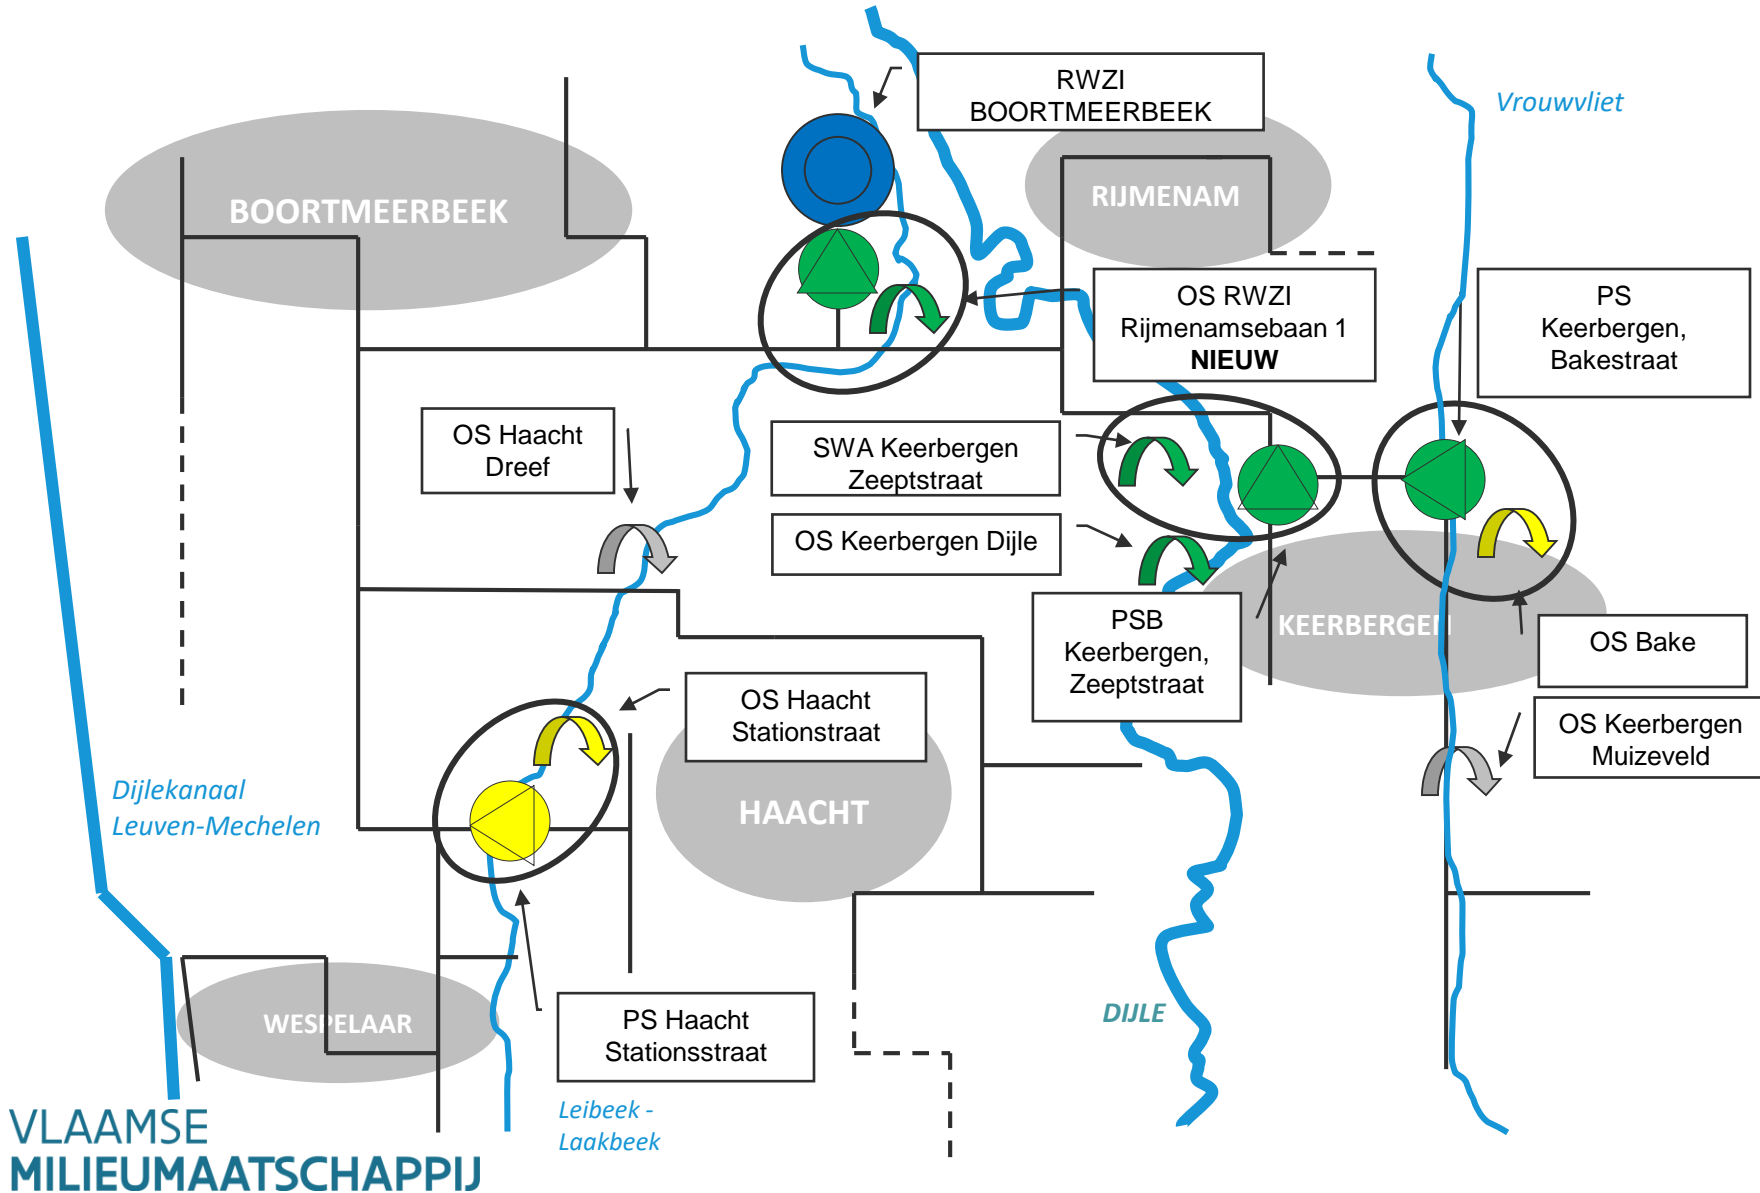 RWZI
BOORTMEERBEEK
Vrouwvliet
BOORTMEERBEEK
RIJMENAM
OS RWZI
Rijmenamsebaan 1
NIEUW
PS
Keerbergen,
Bakestraat
OS Haacht
Dreef
SWA Keerbergen
Zeeptstraat
OS Keerbergen Dijle
PSB
Keerbergen,
Zeeptstraat
KEERBERGEN
OS Bake
OS Haacht
Stationstraat
OS Keerbergen
Muizeveld
Dijlekanaal
Leuven-Mechelen
HAACHT
WESPELAAR
PS Haacht
Stationsstraat
DIJLE
Leibeek -
Laakbeek
VLAAMSE
MILIEUMAATSCHAPPIJ